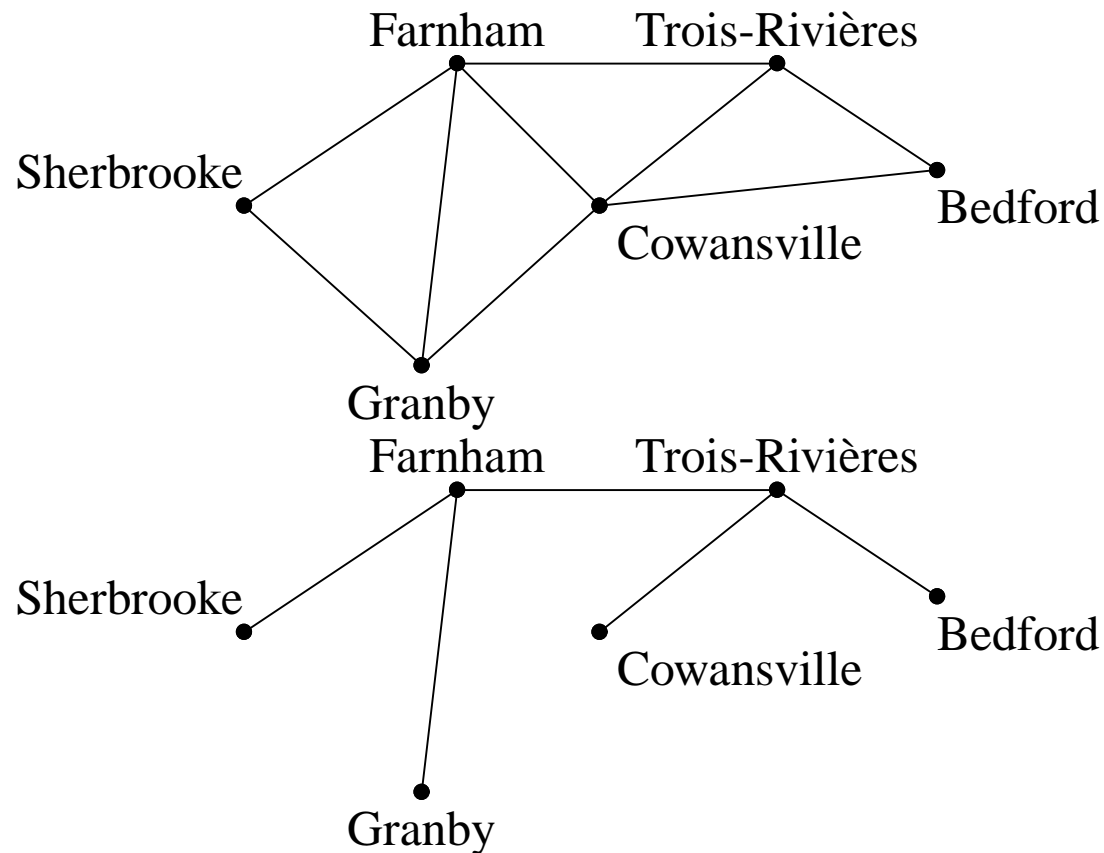 Farnham Trois-Rivières
Sherbrooke
Bedford
Cowansville
Granby
Farnham Trois-Rivières
Sherbrooke
Bedford
Cowansville
Granby